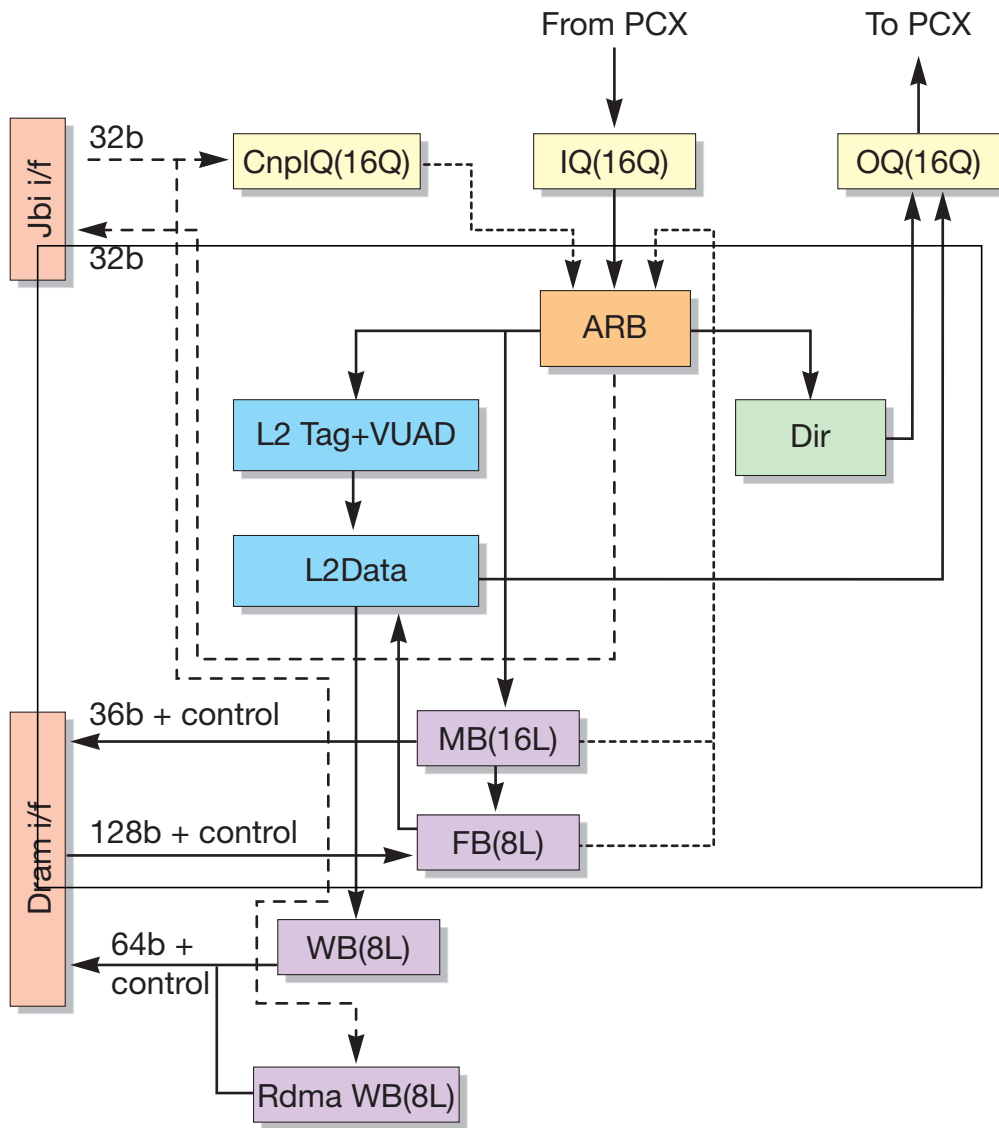 From PCX
To PCX
Jbi i/f
32b
CnplQ(16Q)
IQ(16Q)
OQ(16Q)
32b
ARB
L2 Tag+VUAD
Dir
L2Data
36b + control
MB(16L)
Dram i/f
128b + control
FB(8L)
64b +
control
WB(8L)
Rdma WB(8L)